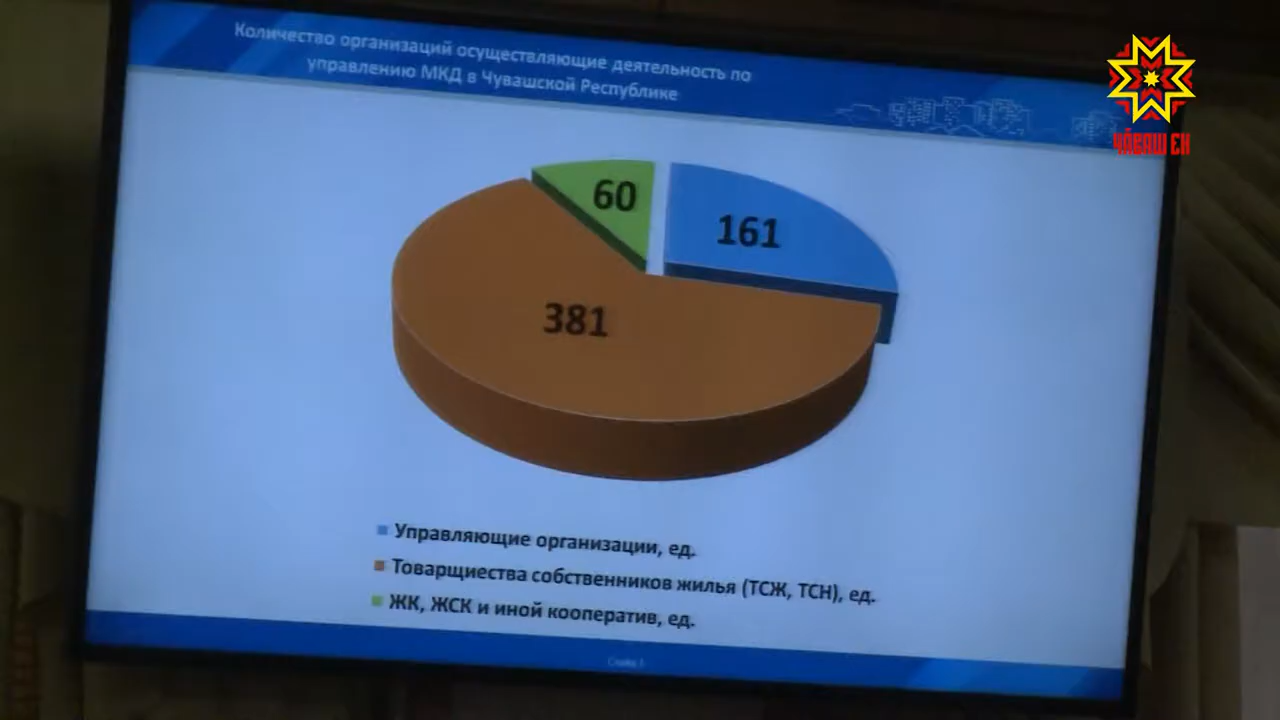 Количество организаций осуществляющие деятельность по
управлению МКД в Чувашской Республике
ЧӐВАШ ЕН
60
161
381
Управляющие организации, ед.
Товарщиества собственников жилья (ТСЖ, ТСН), ед.
ЖК, ЖСК и иной кооператив, ед.